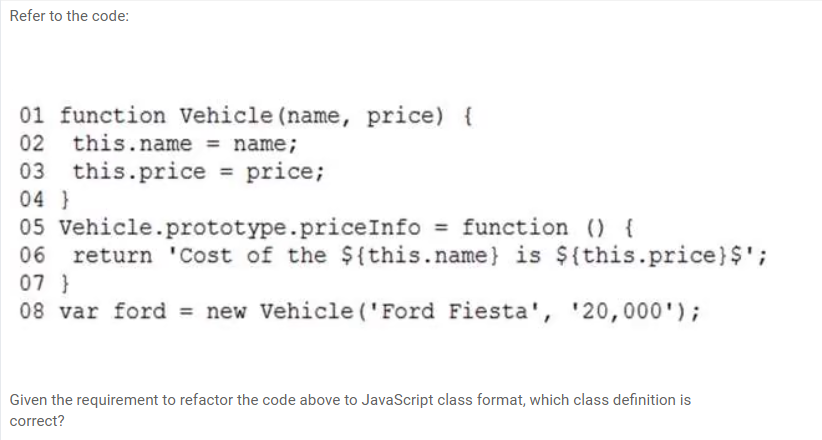 Refer to the code:
01 function Vehicle(name, price) {
02  this.name = name;
03  this.price = price;
04 }
05 Vehicle.prototype.priceInfo = function () {
06  return 'Cost of the ${this.name} is ${this.price}$';
07 }
08 var ford = new Vehicle('Ford Fiesta', '20,000');
Given the requirement to refactor the code above to JavaScript class format, which class definition is
correct?